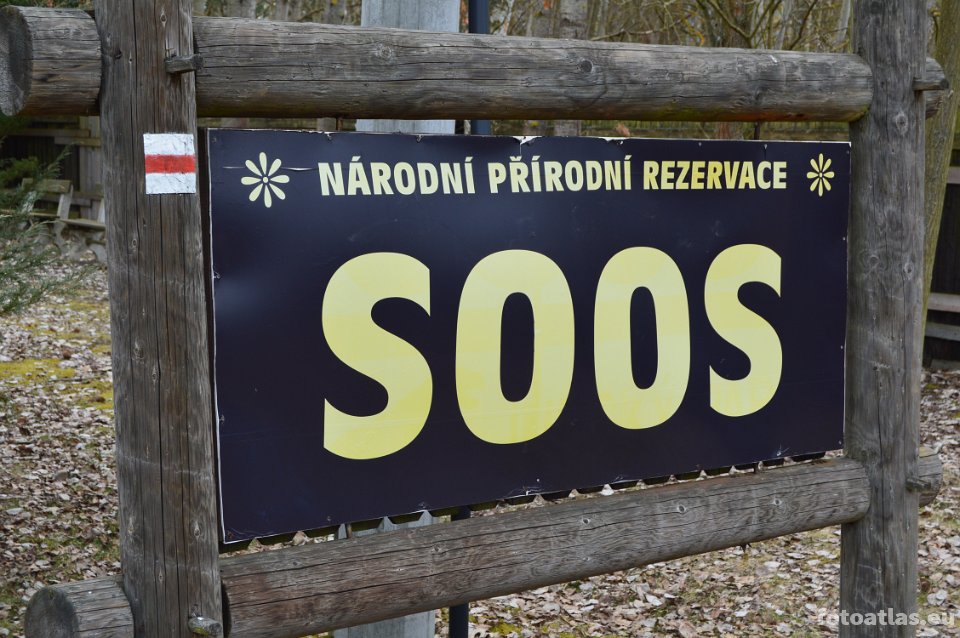 NÁRODNÍ PŘÍRODNÍ REZERVACE
SOOS
fotoatlas.eu